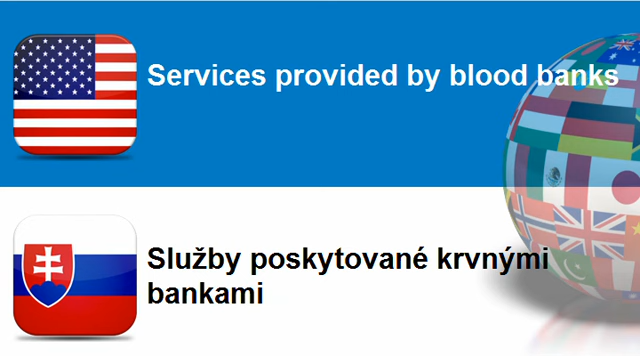 Services provided by blood banks
Služby poskytované krvnými
bankami